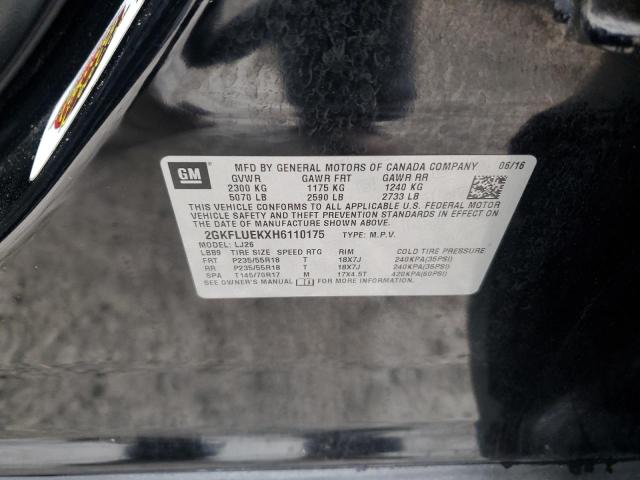 GM
MFD BY GENERAL MOTORS OF CANADA COMPANY 06/16
GVWR GAWR FRT GAWR RR
2300 KG 1175 KG 1240 KG
5070 LB 2590 LB 2733 LB
THIS VEHICLE CONFORMS TO ALL APPLICABLE U.S. FEDERAL MOTOR
VEHICLE SAFETY AND THEFT PREVENTION STANDARDS IN EFFECT ON
THE DATE OF MANUFACTURE SHOWN ABOVE.
2GKFLUEKXH6110175 TYPE: M.P.V.
MODEL: LJ26
LBB9 TIRE SIZE SPEED RTG RIM COLD TIRE PRESSURE
FRT P235/55R18 T 18X7J 240KPA(35PSI)
RR P235/55R18 T 18X7J 240KPA(35PSI)
SPA T145/70R17 M 17X4.5T 420KPA(60PSI)
SEE OWNER'S MANUAL FOR MORE INFORMATION.